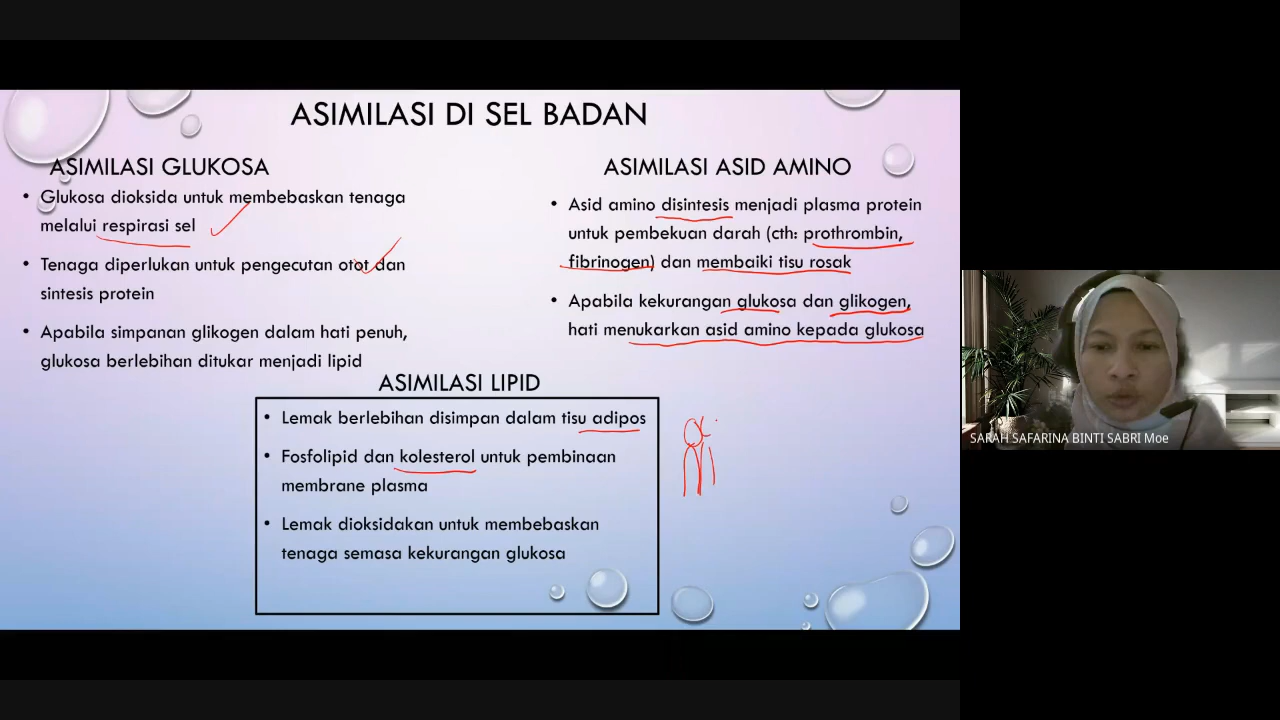 ASIMILASI DI SEL BADAN
ASIMILASI GLUKOSA
• Glukosa dioksida untuk membebaskan tenaga
melalui respirasi sel
• Tenaga diperlukan untuk pengecutan otot dan
sintesis protein
• Apabila simpanan glikogen dalam hati penuh,
glukosa berlebihan ditukar menjadi lipid
ASIMILASI ASID AMINO
• Asid amino disintesis menjadi plasma protein
untuk pembekuan darah (cth: prothrombin,
fibrinogen) dan membaiki tisu rosak
• Apabila kekurangan glukosa dan glikogen,
hati menukarkan asid amino kepada glukosa
ASIMILASI LIPID
• Lemak berlebihan disimpan dalam tisu adipos
• Fosfolipid dan kolesterol untuk pembinaan
membrane plasma
• Lemak dioksidakan untuk membebaskan
tenaga semasa kekurangan glukosa
SARAH SAFARINA BINTI SABRI Moe